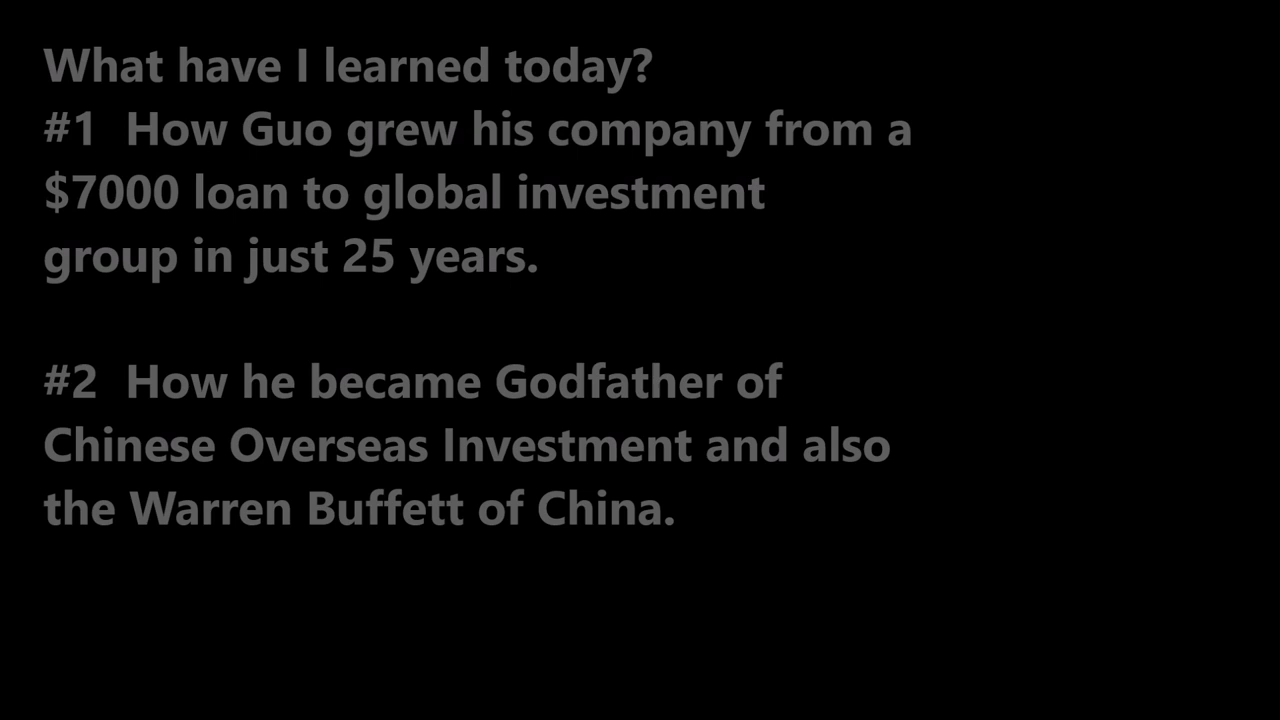 What have I learned today?
#1  How Guo grew his company from a
$7000 loan to global investment
group in just 25 years.
#2  How he became Godfather of
Chinese Overseas Investment and also
the Warren Buffett of China.